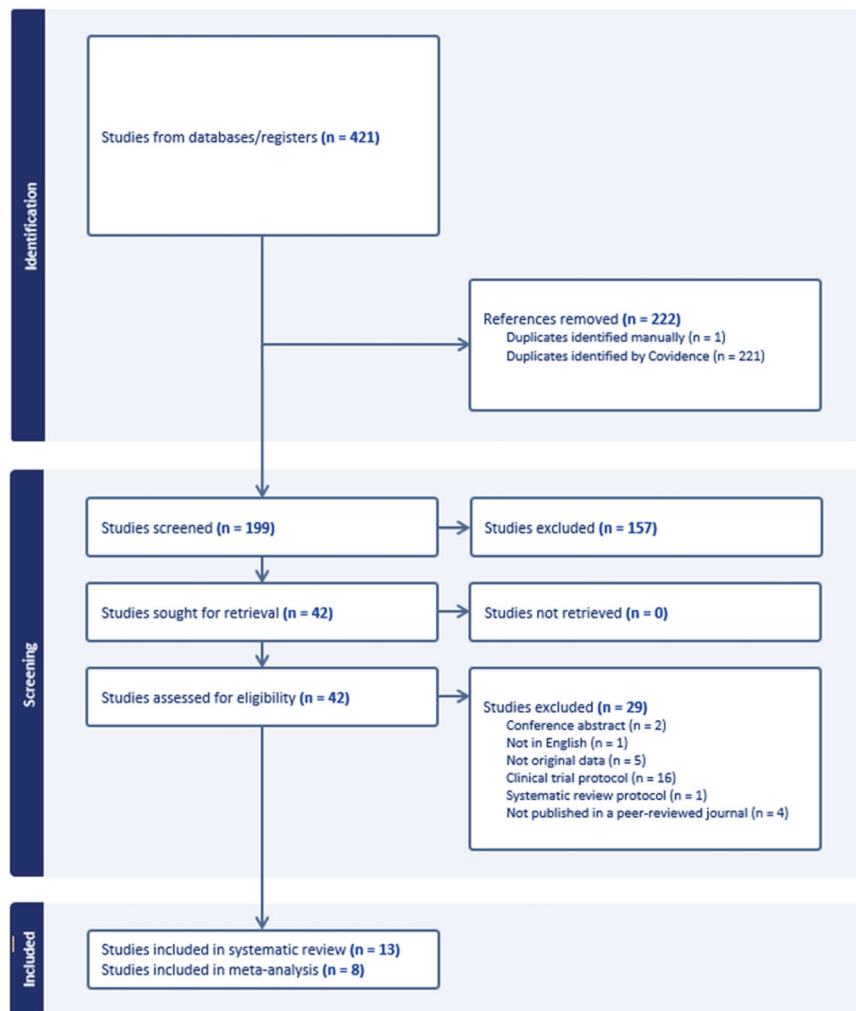 Identification
Studies from databases/registers (n = 421)
References removed (n = 222)
Duplicates identified manually (n = 1)
Duplicates identified by Covidence (n = 221)
Screening
Studies screened (n = 199)
Studies excluded (n = 157)
Studies sought for retrieval (n = 42)
Studies not retrieved (n = 0)
Studies assessed for eligibility (n = 42)
Studies excluded (n = 29)
Conference abstract (n = 2)
Not in English (n = 1)
Not original data (n = 5)
Clinical trial protocol (n = 16)
Systematic review protocol (n = 1)
Not published in a peer-reviewed journal (n = 4)
Included
Studies included in systematic review (n = 13)
Studies included in meta-analysis (n = 8)